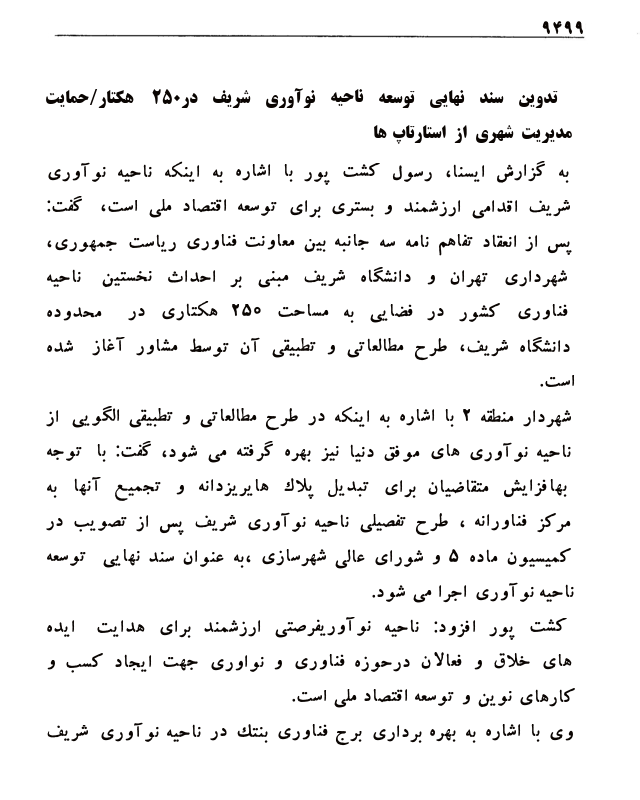 ۹۴۹۹
تدوین سند نهایی توسعه ناحیه نوآوری شریف در۲۵۰ هکتار/حمایت
مدیریت شهری از استارتاپ ها
به گزارش ایسنا، رسول کشت پور با اشاره به اینکه ناحیه نوآوری
شریف اقدامی ارزشمند و بستری برای توسعه اقتصاد ملی است، گفت:
پس از انعقاد تفاهم نامه سه جانبه بین معاونت فناوری ریاست جمهوری،
شهرداری تهران و دانشگاه شریف مبنی بر احداث نخستین ناحیه
فناوری کشور در فضایی به مساحت ۲۵۰ هکتاری در محدوده
دانشگاه شریف، طرح مطالعاتی و تطبیقی آن توسط مشاور آغاز شده
است.
شهردار منطقه ۲ با اشاره به اینکه در طرح مطالعاتی و تطبیقی الگویی از
ناحیه نوآوری های موفق دنیا نیز بهره گرفته می شود، گفت: با توجه
بهافزایش متقاضیان برای تبدیل پلاك هایریزدانه و تجمیع آنها به
مرکز فناورانه ، طرح تفصیلی ناحیه نوآوری شریف پس از تصویب در
کمیسیون ماده ۵ و شورای عالی شهرسازی ،به عنوان سند نهایی توسعه
ناحیه نوآوری اجرا می شود.
کشت پور افزود: ناحیه نوآوریفرصتی ارزشمند برای هدایت ایده
های خلاق و فعالان درحوزه فناوری و نواوری جهت ایجاد کسب و
کارهای نوین و توسعه اقتصاد ملی است.
وی با اشاره به بهره برداری برج فناوری بنتك در ناحیه نوآوری شریف